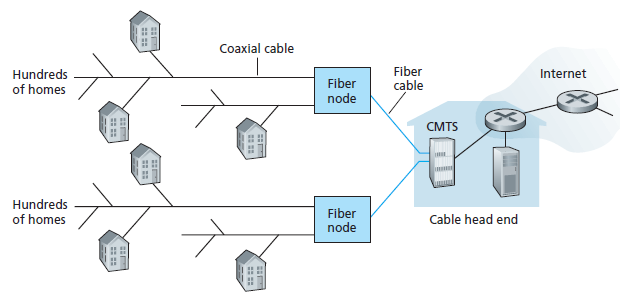 Coaxial cable
Hundreds
of homes
Fiber
node
Fiber
cable
Internet
CMTS
Hundreds
of homes
Fiber
node
Cable head end